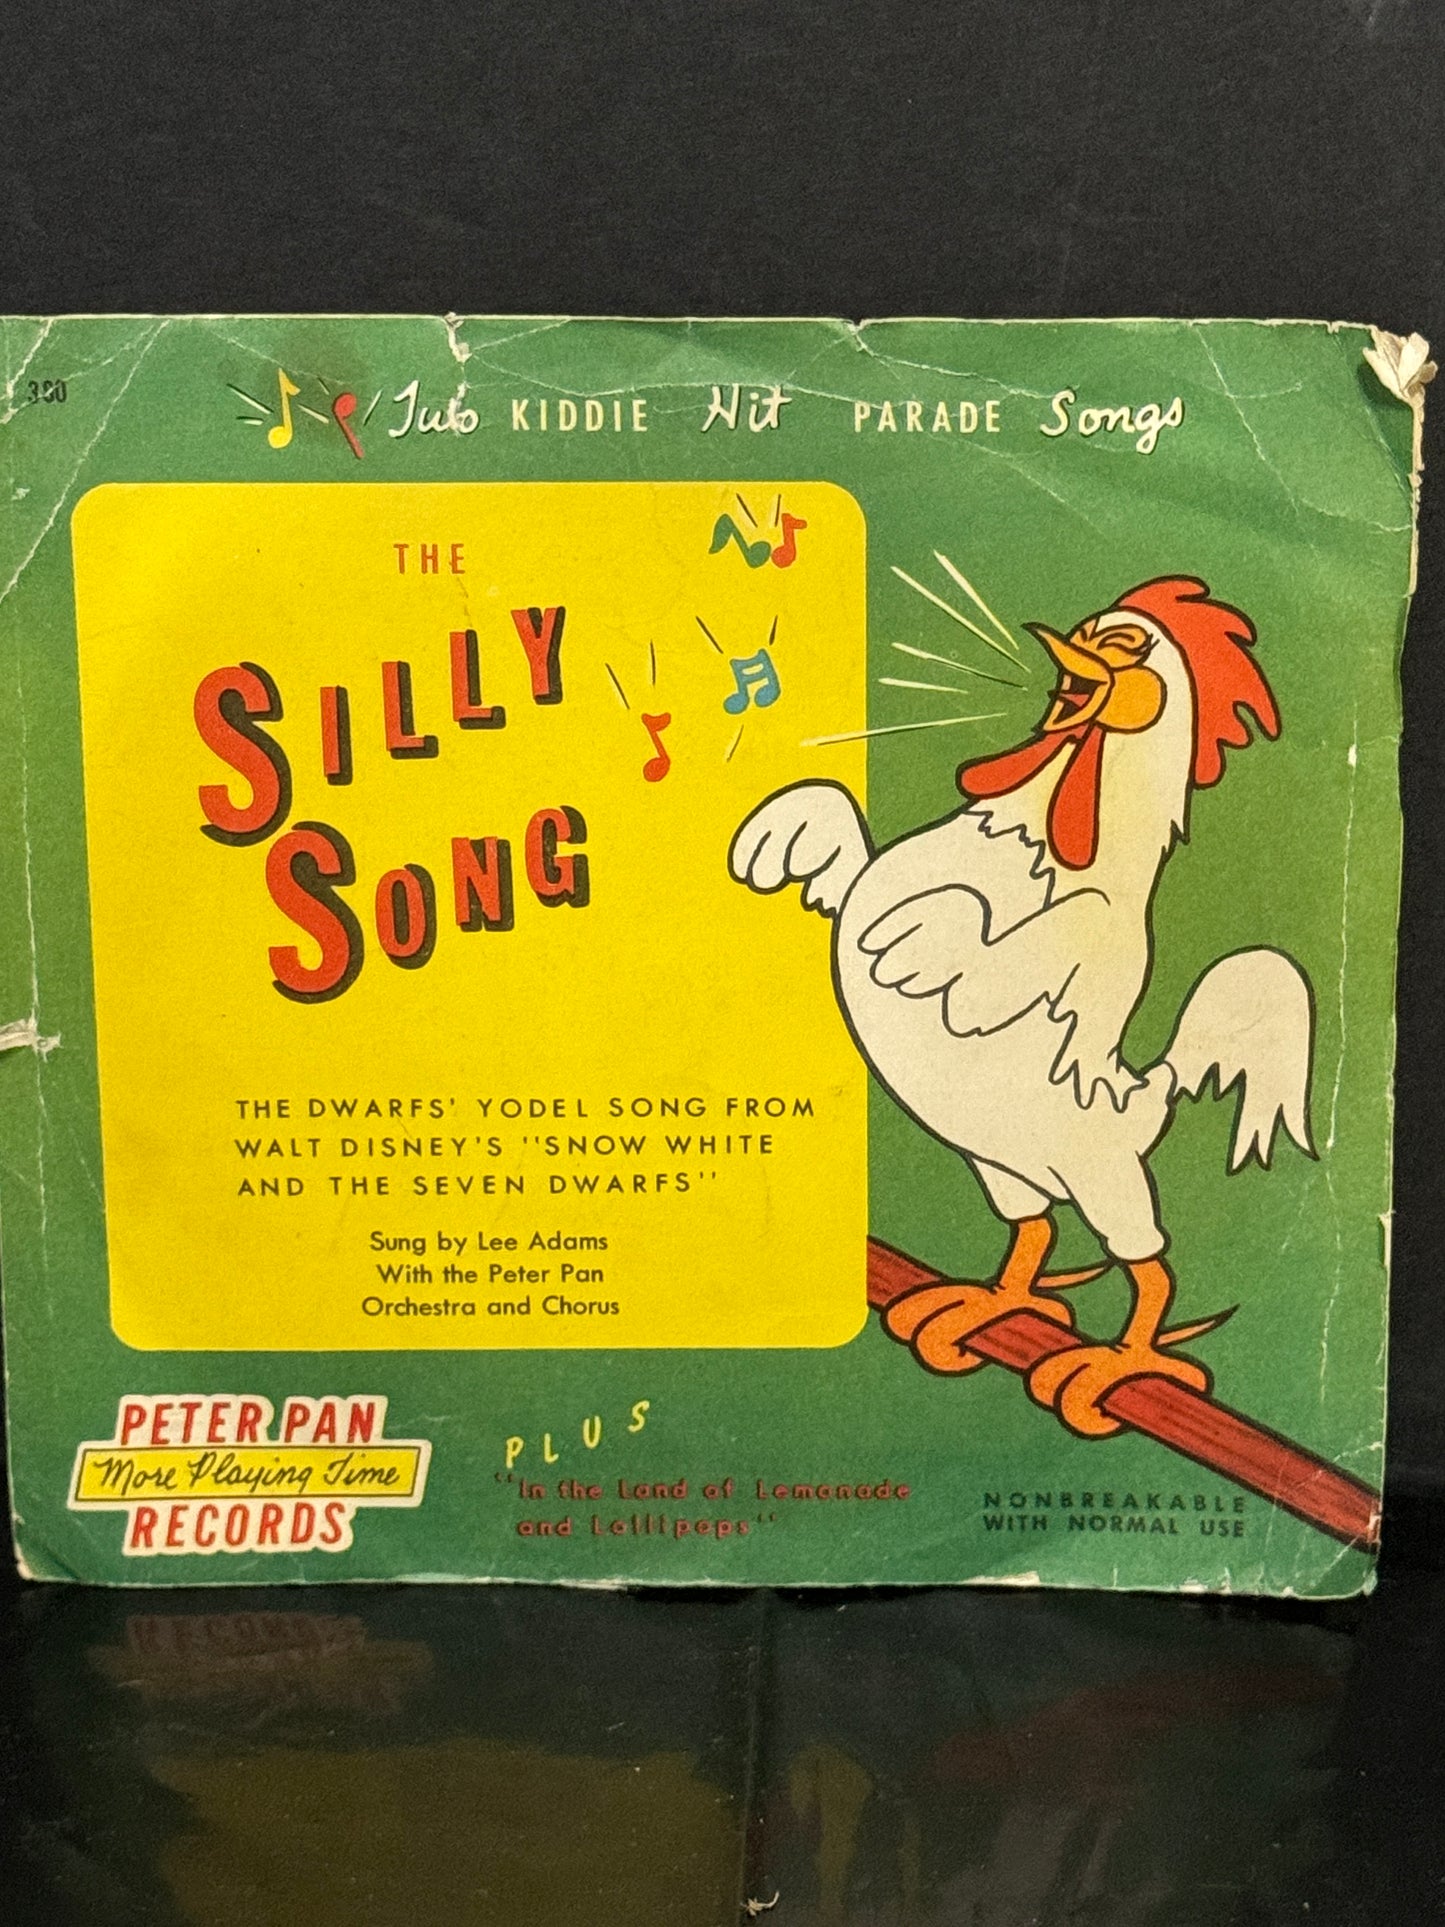 380
Two KIDDIE Hit PARADE Songs
THE
SILLY
SONG
THE DWARFS' YODEL SONG FROM
WALT DISNEY'S "SNOW WHITE
AND THE SEVEN DWARFS"
Sung by Lee Adams
With the Peter Pan
Orchestra and Chorus
PETER PAN
More Playing Time
RECORDS
PLUS
"In the Land of Lemonade
and Lollipops"
NONBREAKABLE
WITH NORMAL USE